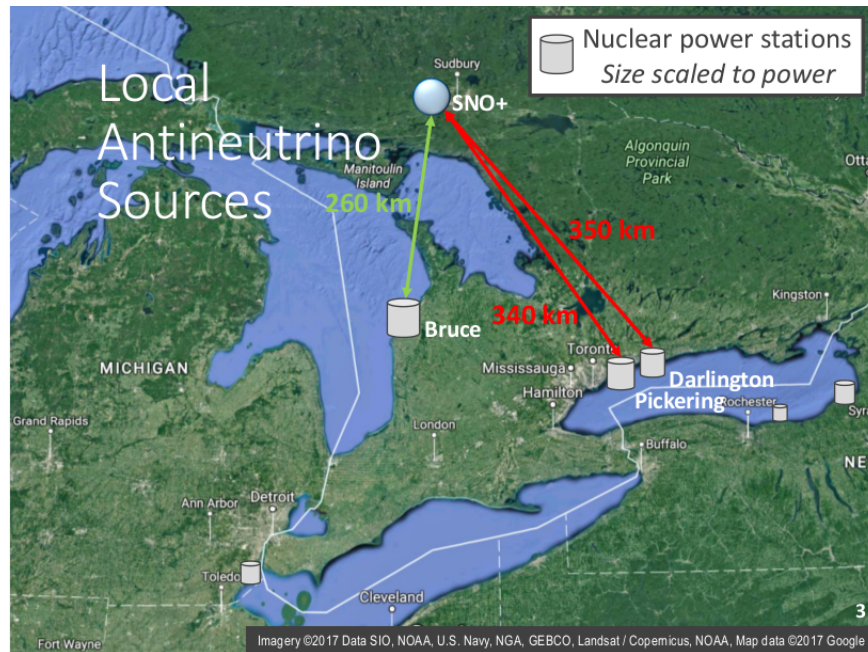 Local
Antineutrino
Sources
Nuclear power stations
Size scaled to power
Sudbury
SNO+
Manitoulin
Island
Algonquin
Provincial
Park
Otta
260 km
350 km
340 km
Kingston
Bruce
Toronto
Mississauga
Hamilton
Darlington
Pickering
Rochester
Syra
MICHIGAN
Grand Rapids
London
Buffalo
NE
Ann Arbor
Detroit
Toledo
Cleveland
Fort Wayne
3
Imagery ©2017 Data SIO, NOAA, U.S. Navy, NGA, GEBCO, Landsat / Copernicus, NOAA, Map data ©2017 Google